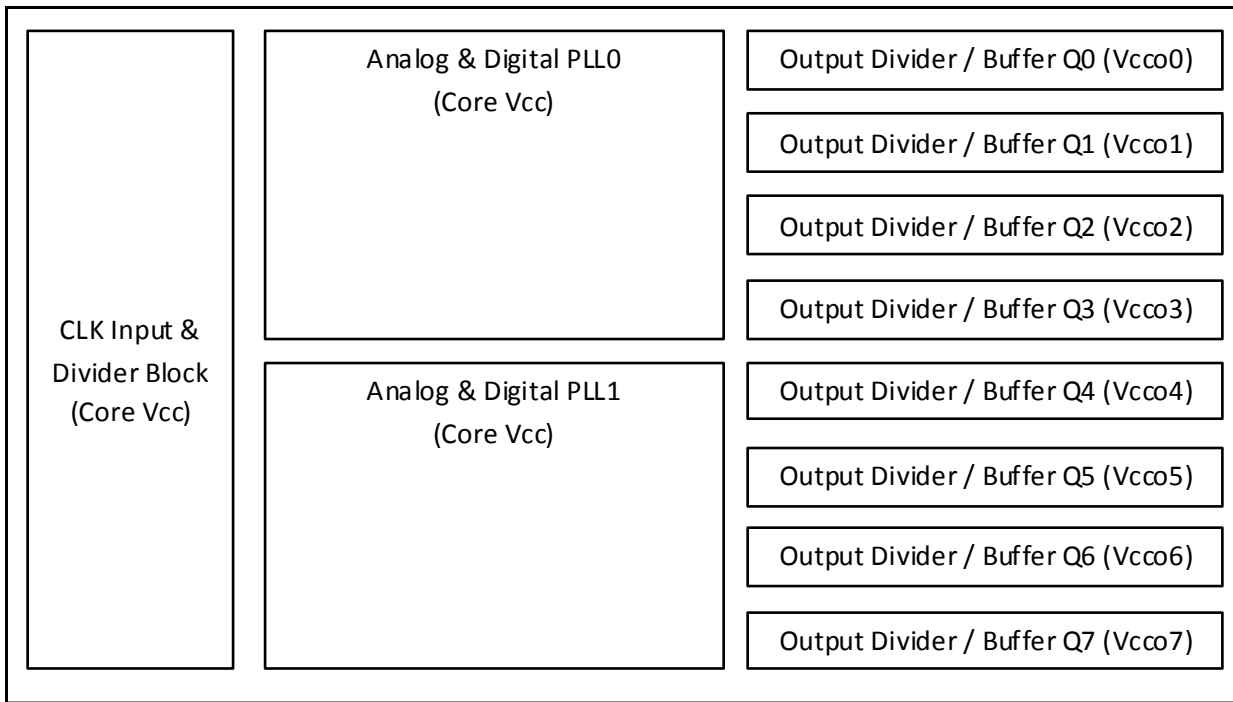 CLK Input &
Divider Block
(Core Vcc)
Analog & Digital PLL0
(Core Vcc)
Analog & Digital PLL1
(Core Vcc)
Output Divider / Buffer Q0 (Vcco0)
Output Divider / Buffer Q1 (Vcco1)
Output Divider / Buffer Q2 (Vcco2)
Output Divider / Buffer Q3 (Vcco3)
Output Divider / Buffer Q4 (Vcco4)
Output Divider / Buffer Q5 (Vcco5)
Output Divider / Buffer Q6 (Vcco6)
Output Divider / Buffer Q7 (Vcco7)